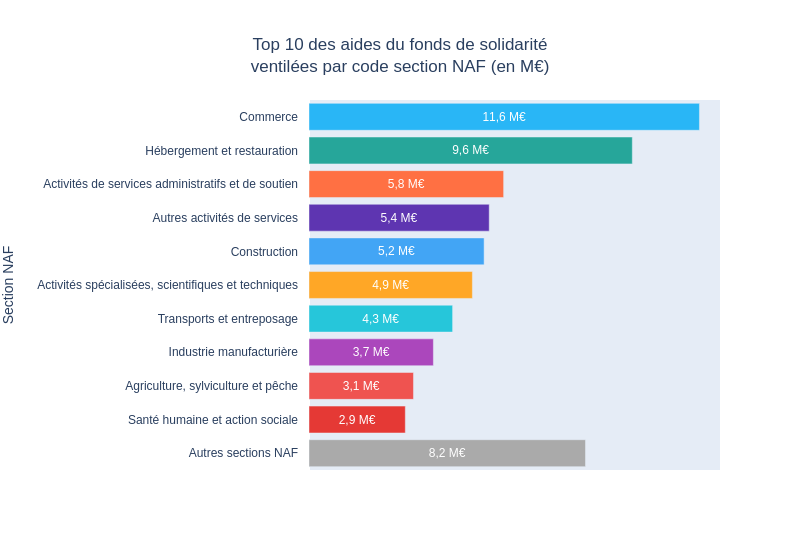 Top 10 des aides du fonds de solidarité
ventilées par code section NAF (en M€)
Section NAF
Commerce 11,6 M€
Hébergement et restauration 9,6 M€
Activités de services administratifs et de soutien 5,8 M€
Autres activités de services 5,4 M€
Construction 5,2 M€
Activités spécialisées, scientifiques et techniques 4,9 M€
Transports et entreposage 4,3 M€
Industrie manufacturière 3,7 M€
Agriculture, sylviculture et pêche 3,1 M€
Santé humaine et action sociale 2,9 M€
Autres sections NAF 8,2 M€